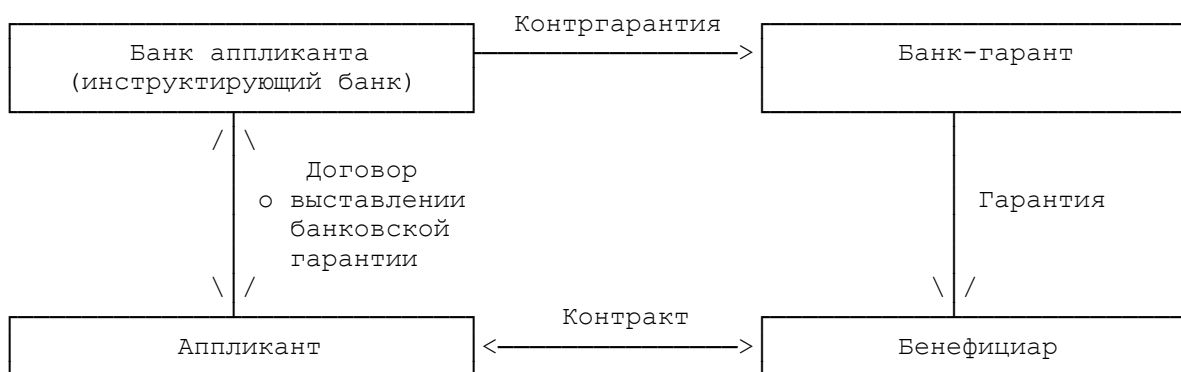 Контргарантия
Банк аппликанта
(инструктирующий банк)
Банк-гарант
Договор
о выставлении
банковской
гарантии
Гарантия
Контракт
Аппликант
Бенефициар